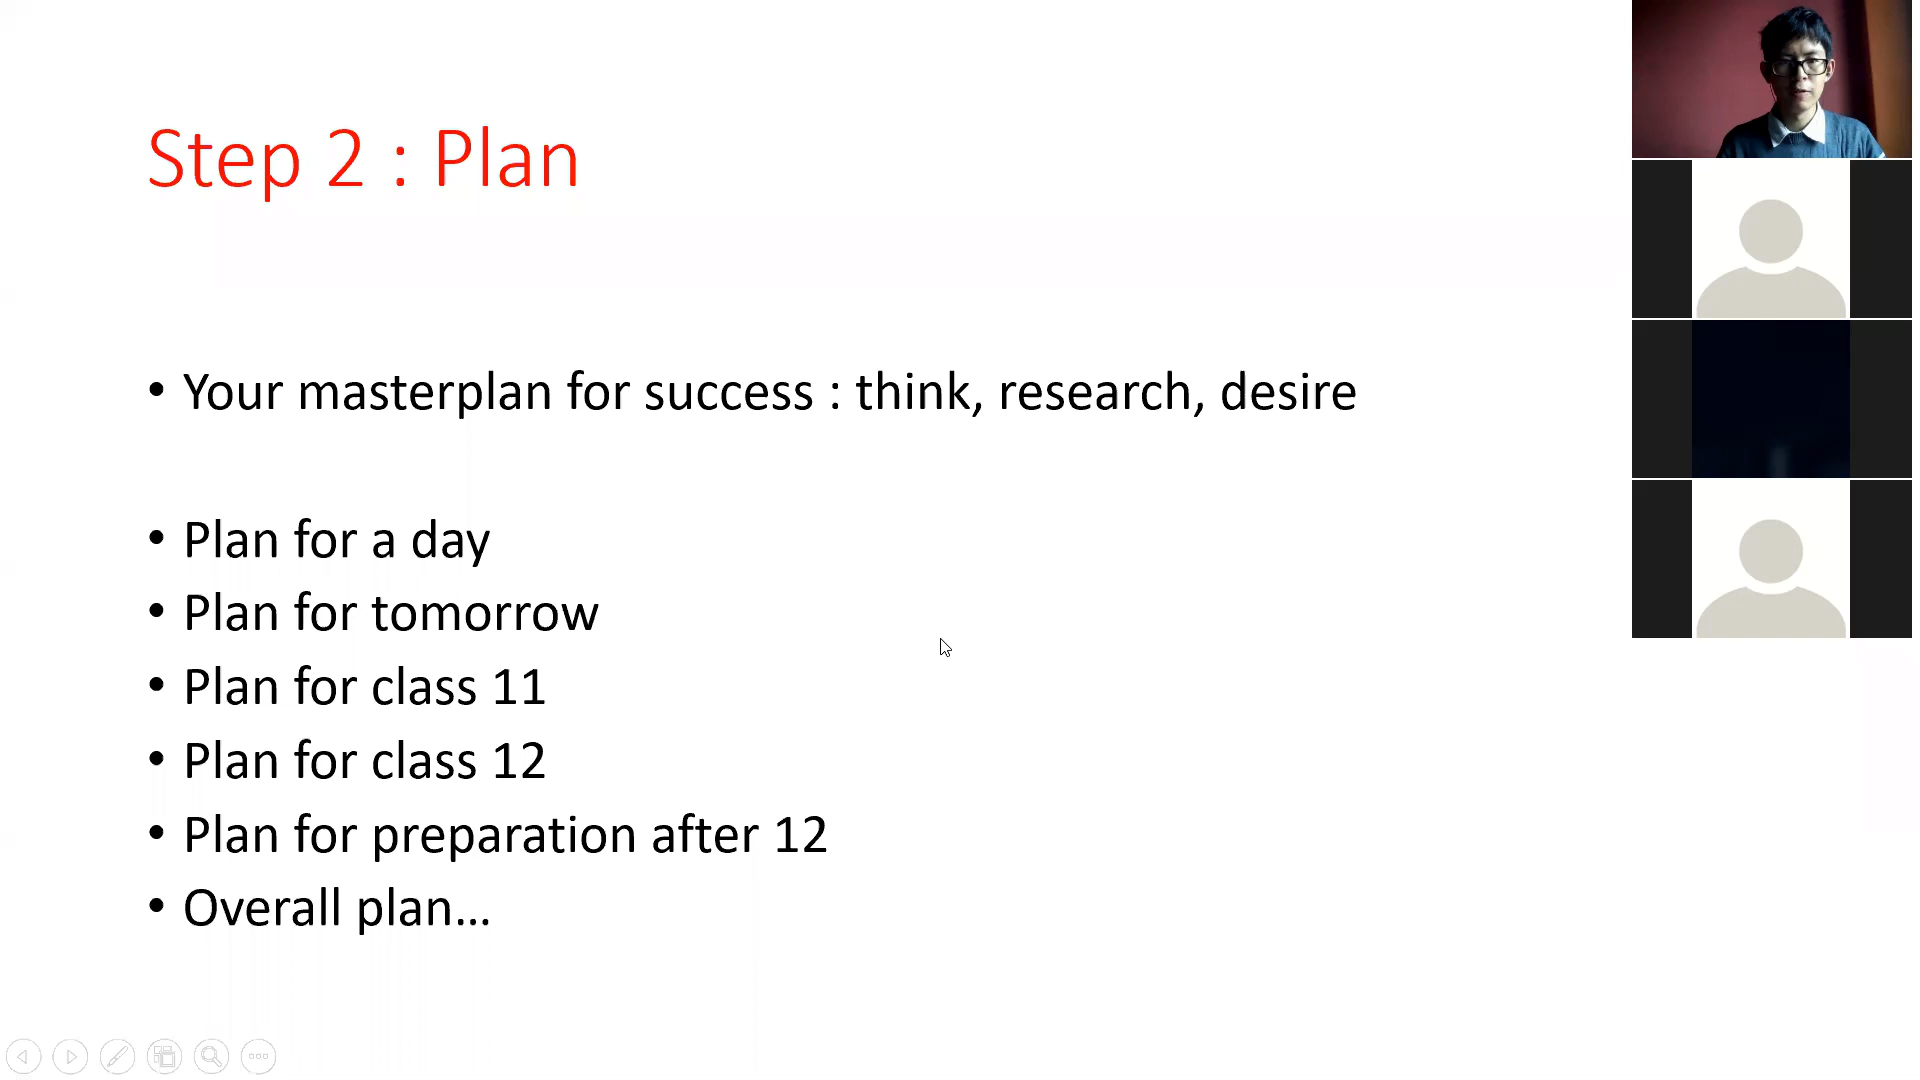 Step 2 : Plan
• Your masterplan for success : think, research, desire
• Plan for a day
• Plan for tomorrow
• Plan for class 11
• Plan for class 12
• Plan for preparation after 12
• Overall plan...